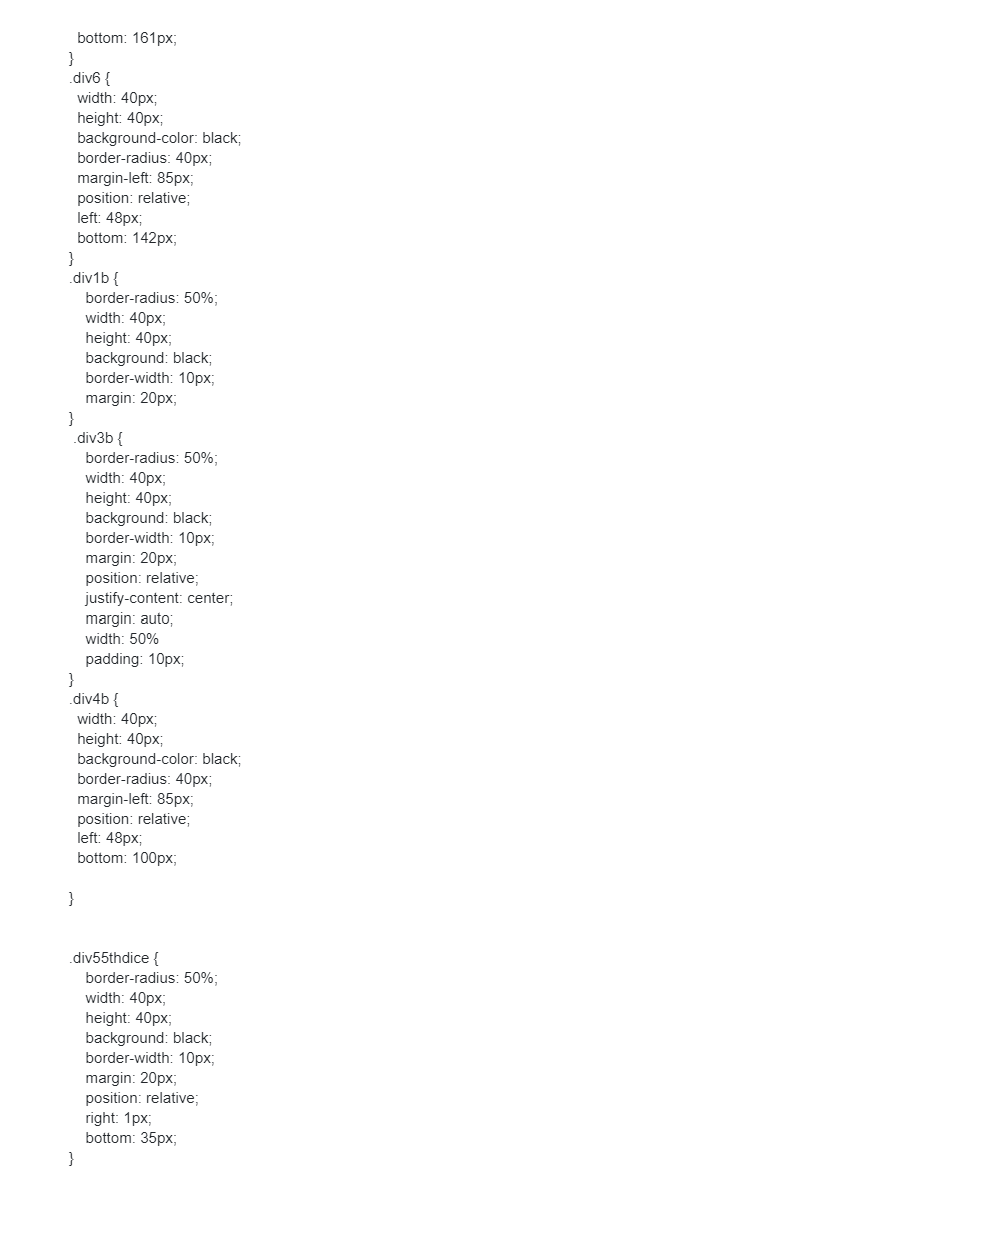 bottom: 161px;
}
.div6 {
width: 40px;
height: 40px;
background-color: black;
border-radius: 40px;
margin-left: 85px;
position: relative;
left: 48px;
bottom: 142px;
}
.div1b {
border-radius: 50%;
width: 40px;
height: 40px;
background: black;
border-width: 10px;
margin: 20px;
}
.div3b {
border-radius: 50%;
width: 40px;
height: 40px;
background: black;
border-width: 10px;
margin: 20px;
position: relative;
justify-content: center;
margin: auto;
width: 50%
padding: 10px;
}
.div4b {
width: 40px;
height: 40px;
background-color: black;
border-radius: 40px;
margin-left: 85px;
position: relative;
left: 48px;
bottom: 100px;
}
.div55thdice {
border-radius: 50%;
width: 40px;
height: 40px;
background: black;
border-width: 10px;
margin: 20px;
position: relative;
right: 1px;
bottom: 35px;
}